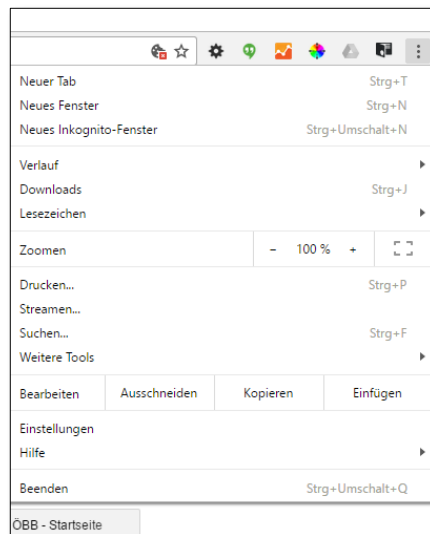 Neuer Tab Strg+T
Neues Fenster Strg+N
Neues Inkognito-Fenster Strg+Umschalt+N
Verlauf
Downloads Strg+J
Lesezeichen
Zoomen - 100 % +
Drucken... Strg+P
Streamen...
Suchen... Strg+F
Weitere Tools
Bearbeiten Ausschneiden Kopieren Einfügen
Einstellungen
Hilfe
Beenden Strg+Umschalt+Q
ÖBB - Startseite